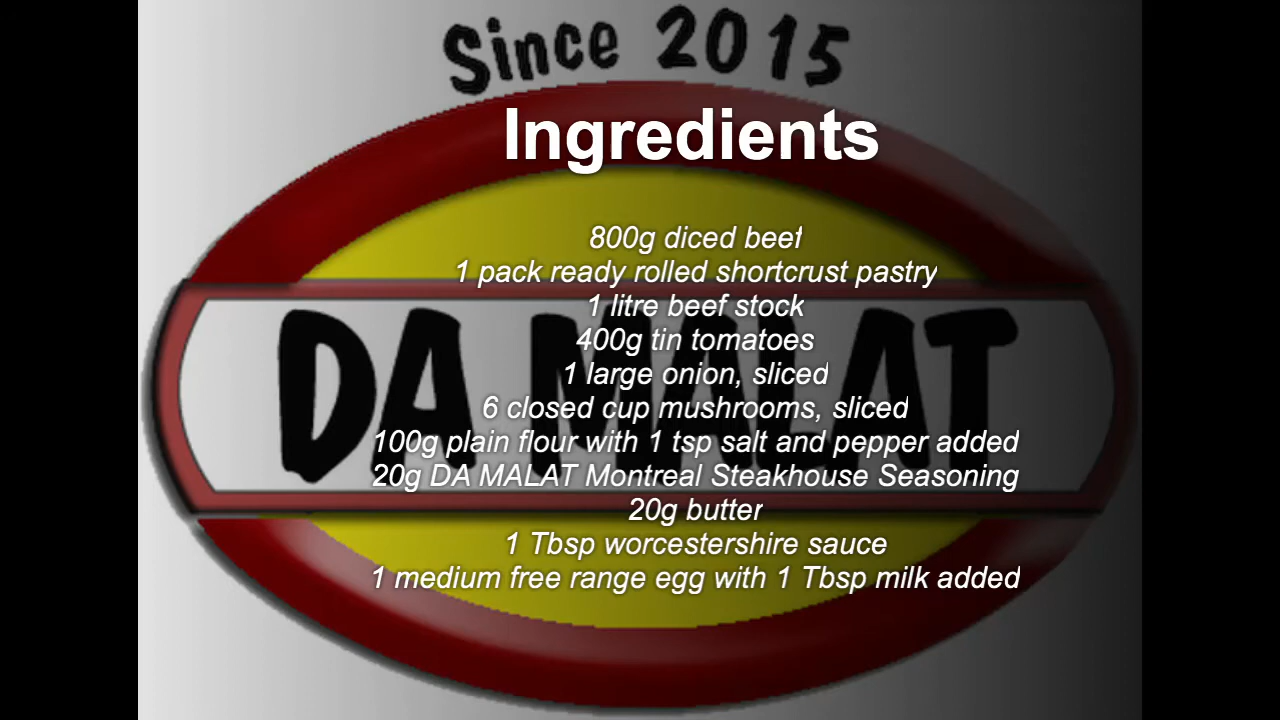 Since 2015
Ingredients
800g diced beef
1 pack ready rolled shortcrust pastry
1 litre beef stock
DA MALAT
400g tin tomatoes
1 large onion, sliced
6 closed cup mushrooms, sliced
100g plain flour with 1 tsp salt and pepper added
20g DA MALAT Montreal Steakhouse Seasoning
20g butter
1 Tbsp worcestershire sauce
1 medium free range egg with 1 Tbsp milk added